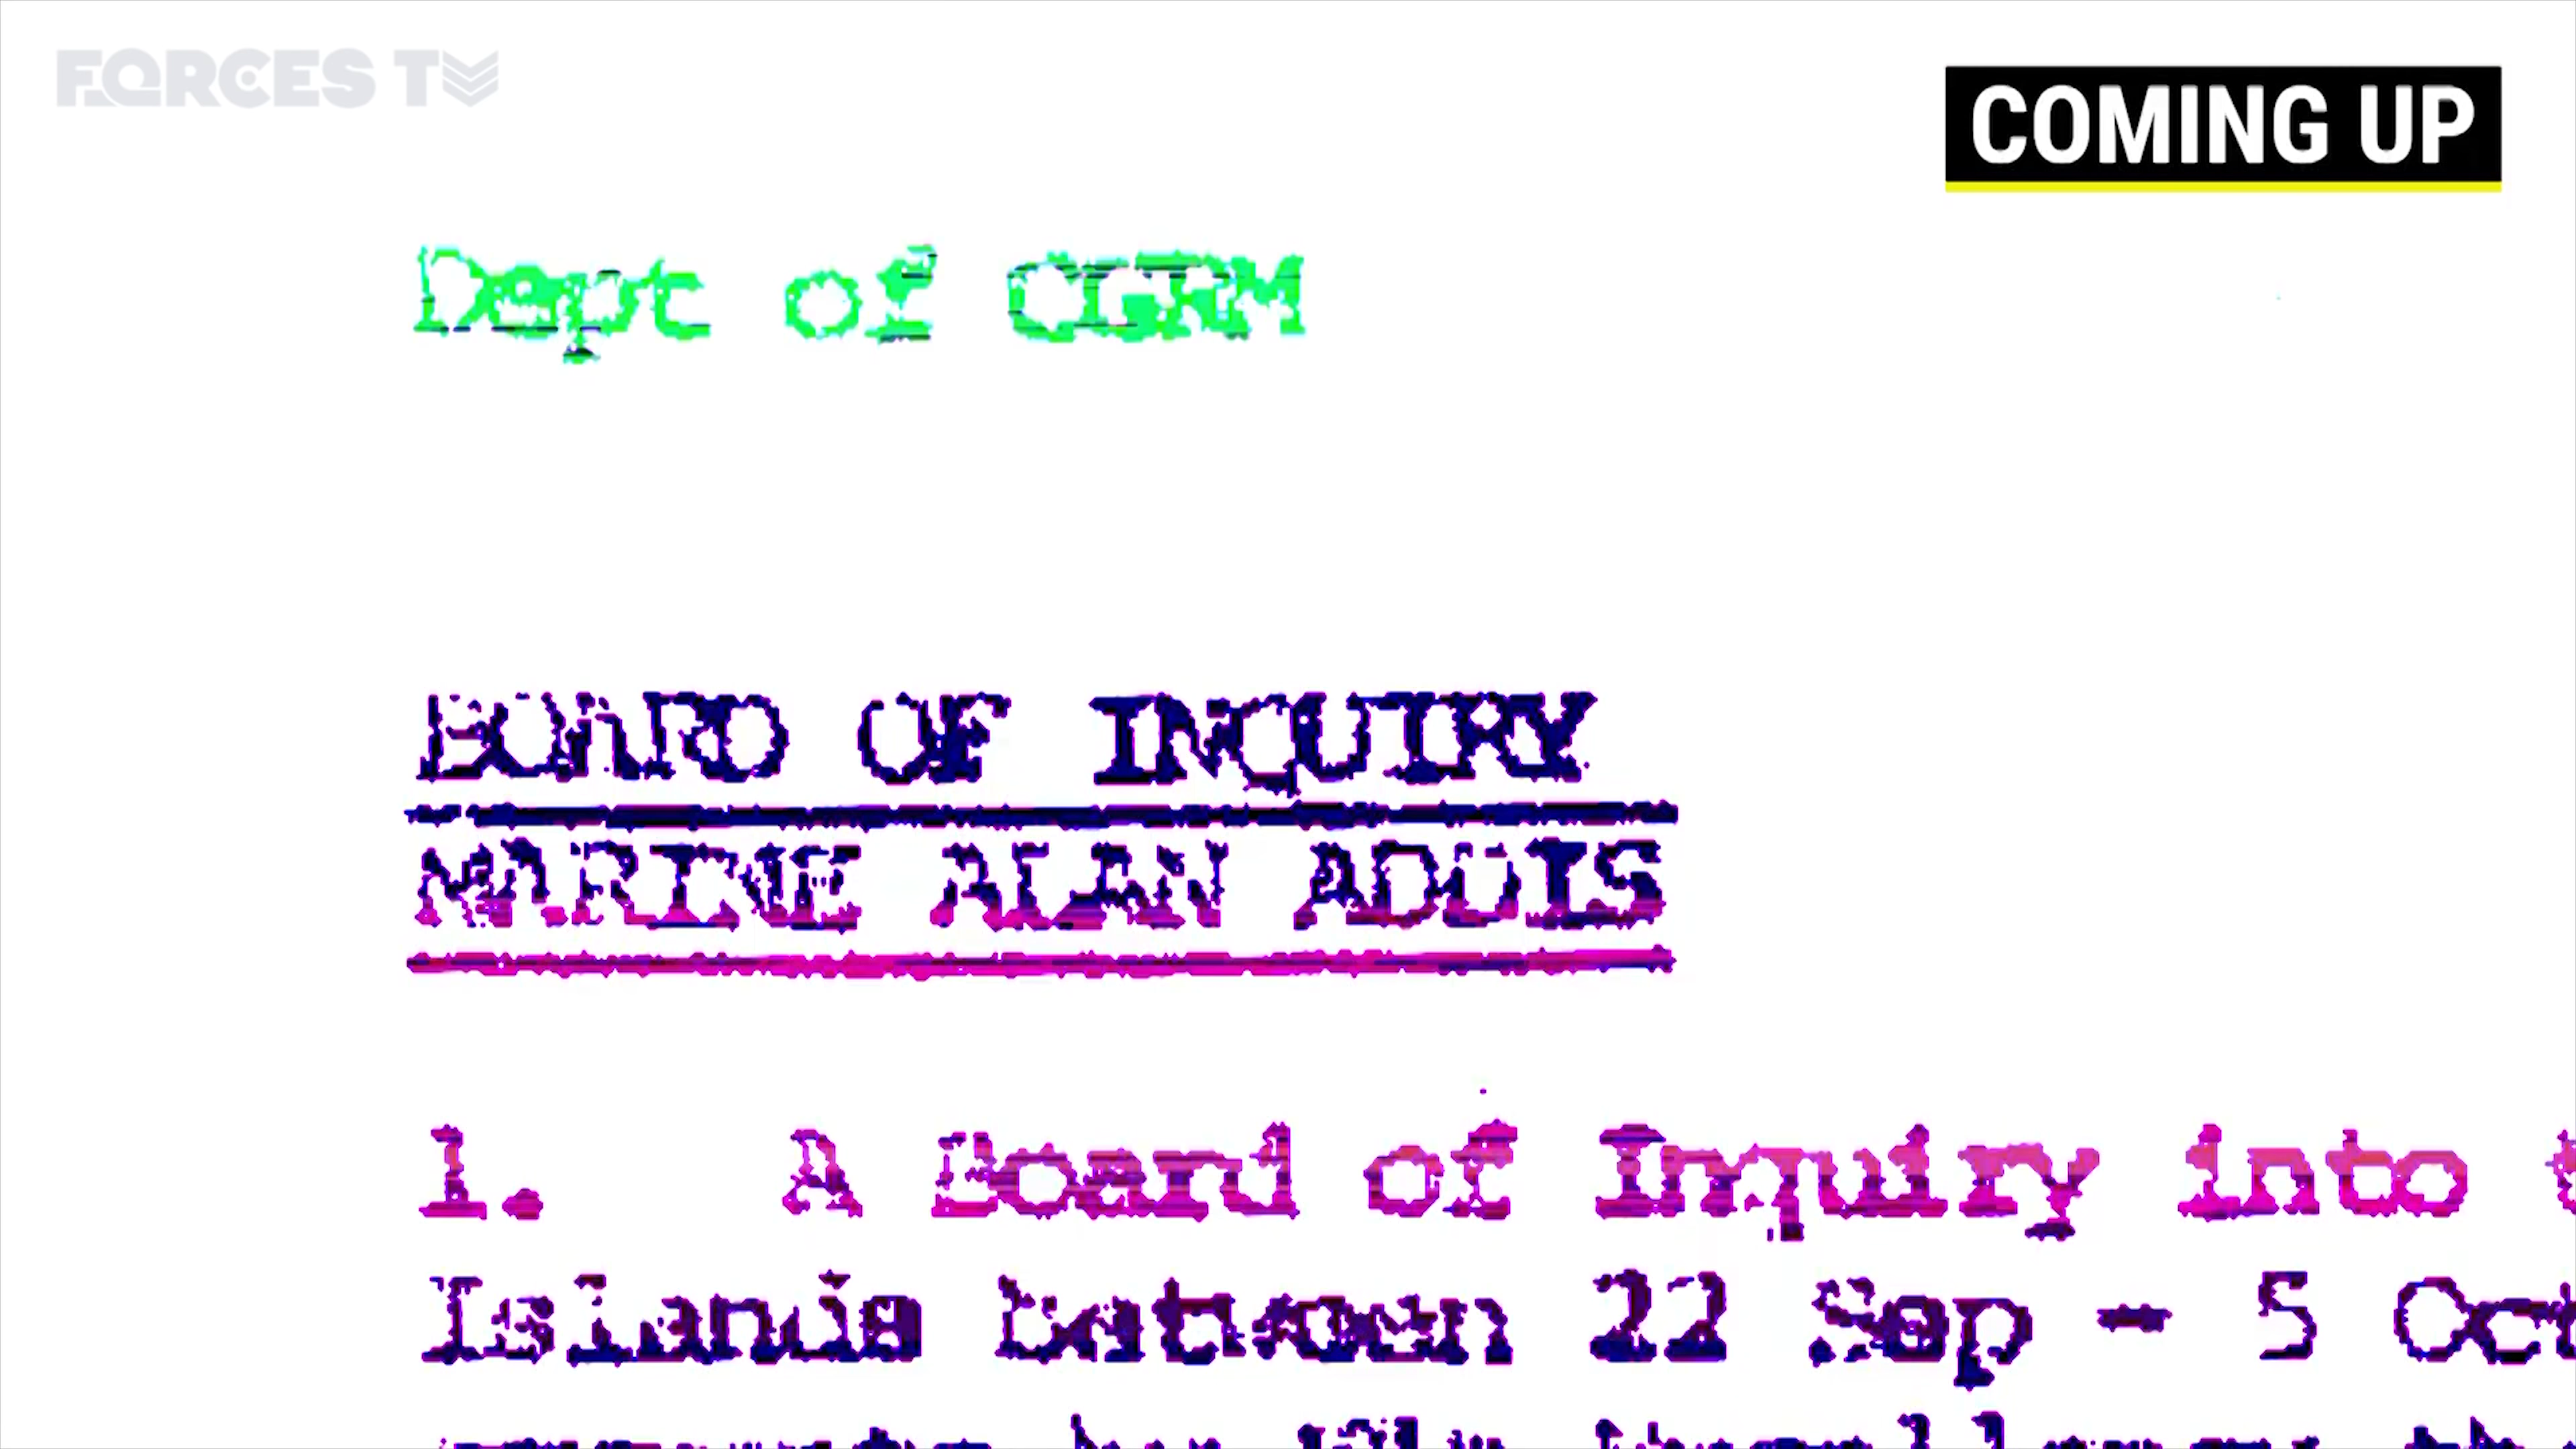 FORCES TV
COMING UP
Dept of CGRM
BOARD OF INQUIRY
MARINE ALAN ADDIS
1. A Board of Inquiry into t
Islands between 22 Sep - 5 Oct